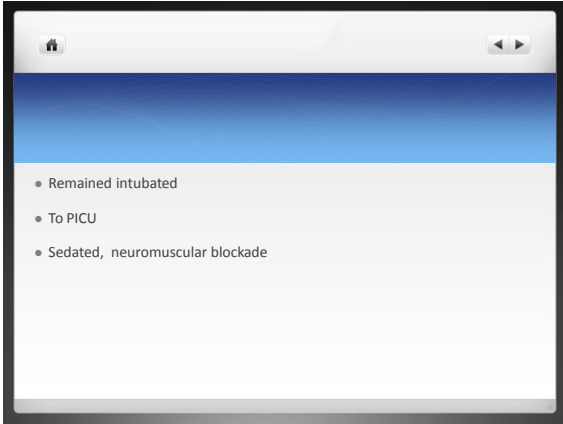 Remained intubated
To PICU
Sedated, neuromuscular blockade